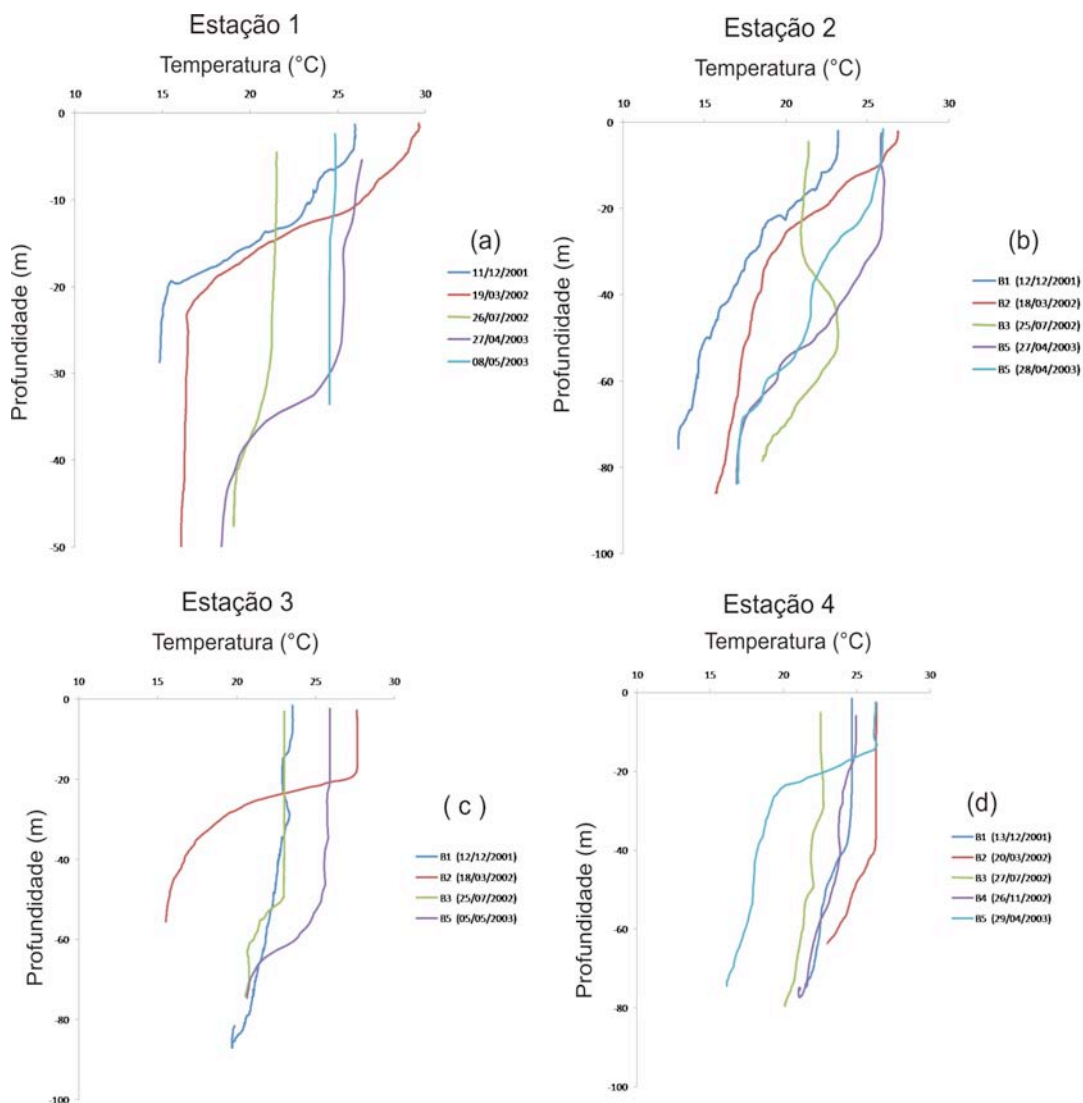 Estação 1
Temperatura (°C)
10 15 20 25 30
0
-10
-20
-30
-40
-50
Profundidade (m)
(a)
11/12/2001
19/03/2002
26/07/2002
27/04/2003
08/05/2003
Estação 2
Temperatura (°C)
10 15 20 25 30
0
-20
-40
-60
-80
-100
Profundidade (m)
(b)
B1 (12/12/2001)
B2 (18/03/2002)
B3 (25/07/2002)
B5 (27/04/2003)
B5 (28/04/2003)
Estação 3
Temperatura (°C)
10 15 20 25 30
0
-20
-40
-60
-80
-100
Profundidade (m)
( c )
B1 (12/12/2001)
B2 (18/03/2002)
B3 (25/07/2002)
B5 (05/05/2003)
Estação 4
Temperatura (°C)
10 15 20 25 30
0
-20
-40
-60
-80
-100
Profundidade (m)
(d)
B1 (13/12/2001)
B2 (20/03/2002)
B3 (27/07/2002)
B4 (26/11/2002)
B5 (29/04/2003)